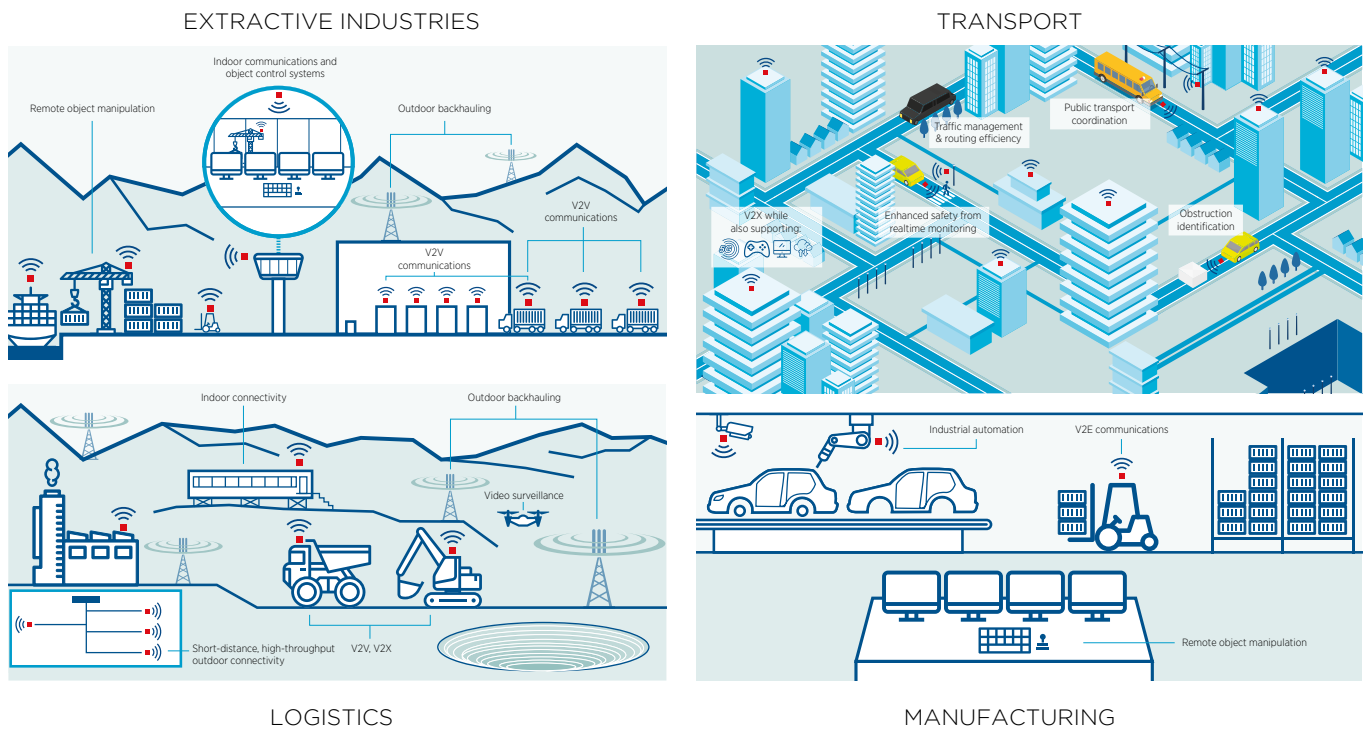 EXTRACTIVE INDUSTRIES
Indoor communications and
object control systems
Remote object manipulation
Outdoor backhauling
V2V
communications
V2V
communications
TRANSPORT
Public transport
coordination
Traffic management
& routing efficiency
V2X while
also supporting:
5G
Enhanced safety from
realtime monitoring
Obstruction
identification
Indoor connectivity
Outdoor backhauling
Video surveillance
Short-distance, high-throughput
outdoor connectivity
V2V, V2X
LOGISTICS
Industrial automation
V2E communications
Remote object manipulation
MANUFACTURING